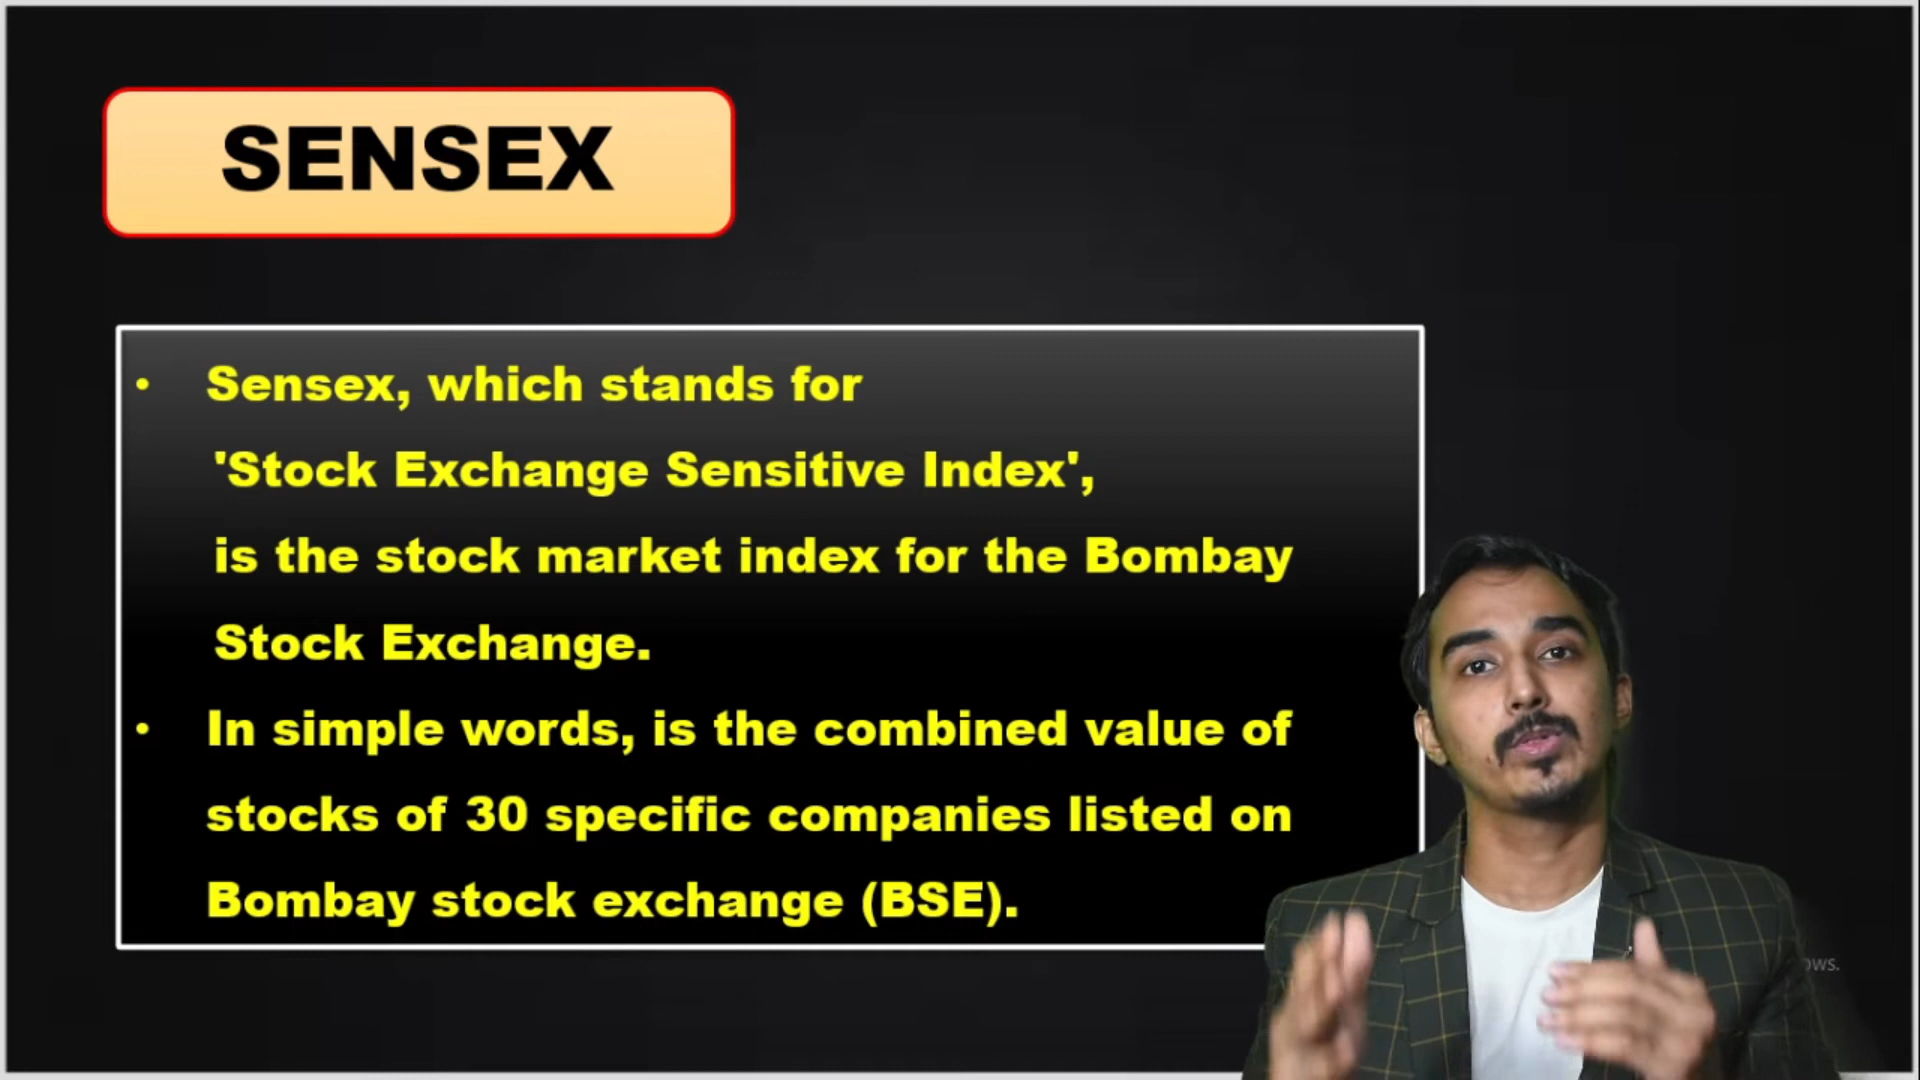 SENSEX
• Sensex, which stands for
'Stock Exchange Sensitive Index',
is the stock market index for the Bombay
Stock Exchange.
• In simple words, is the combined value of
stocks of 30 specific companies listed on
Bombay stock exchange (BSE).